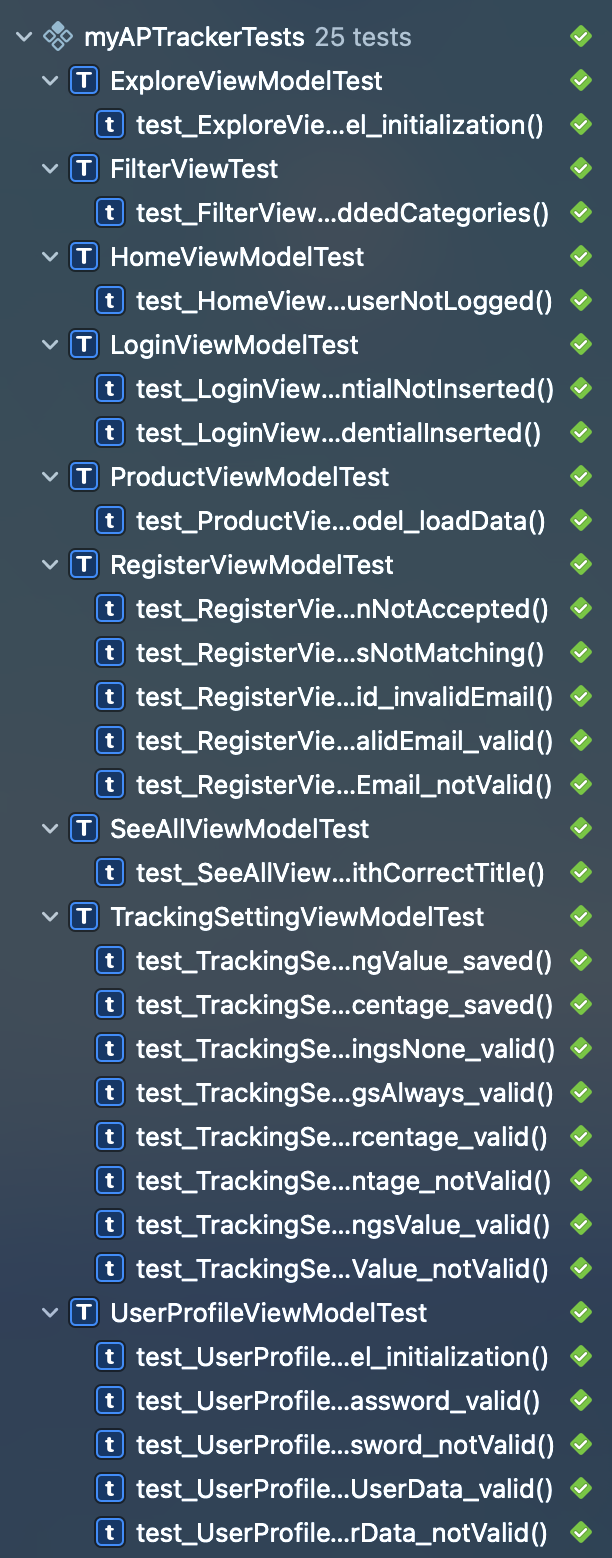 myAPTrackerTests 25 tests
T ExploreViewModelTest
t test_ExploreVie...el_initialization()
T FilterViewTest
t test_FilterView...ddedCategories()
T HomeViewModelTest
t test_HomeView...userNotLogged()
T LoginViewModelTest
t test_LoginView...ntialNotInserted()
t test_LoginView...dentialInserted()
T ProductViewModelTest
t test_ProductVie...odel_loadData()
T RegisterViewModelTest
t test_RegisterVie...nNotAccepted()
t test_RegisterVie...sNotMatching()
t test_RegisterVie...id_invalidEmail()
t test_RegisterVie...alidEmail_valid()
t test_RegisterVie...Email_notValid()
T SeeAllViewModelTest
t test_SeeAllView...ithCorrectTitle()
T TrackingSettingViewModelTest
t test_TrackingSe...ngValue_saved()
t test_TrackingSe...centage_saved()
t test_TrackingSe...ingsNone_valid()
t test_TrackingSe...gsAlways_valid()
t test_TrackingSe...rcentage_valid()
t test_TrackingSe...ntage_notValid()
t test_TrackingSe...ngsValue_valid()
t test_TrackingSe...Value_notValid()
T UserProfileViewModelTest
t test_UserProfile...el_initialization()
t test_UserProfile...assword_valid()
t test_UserProfile...sword_notValid()
t test_UserProfile...UserData_valid()
t test_UserProfile...rData_notValid()